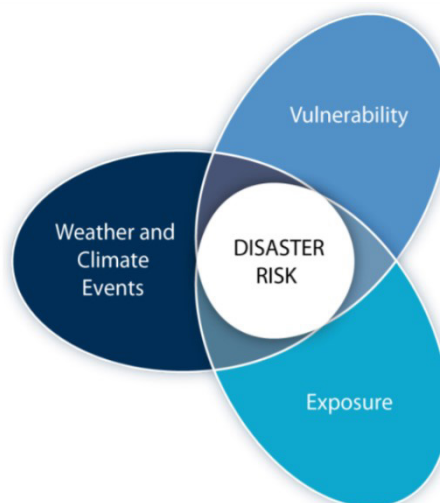 Vulnerability
Weather and
Climate
Events
DISASTER
RISK
Exposure